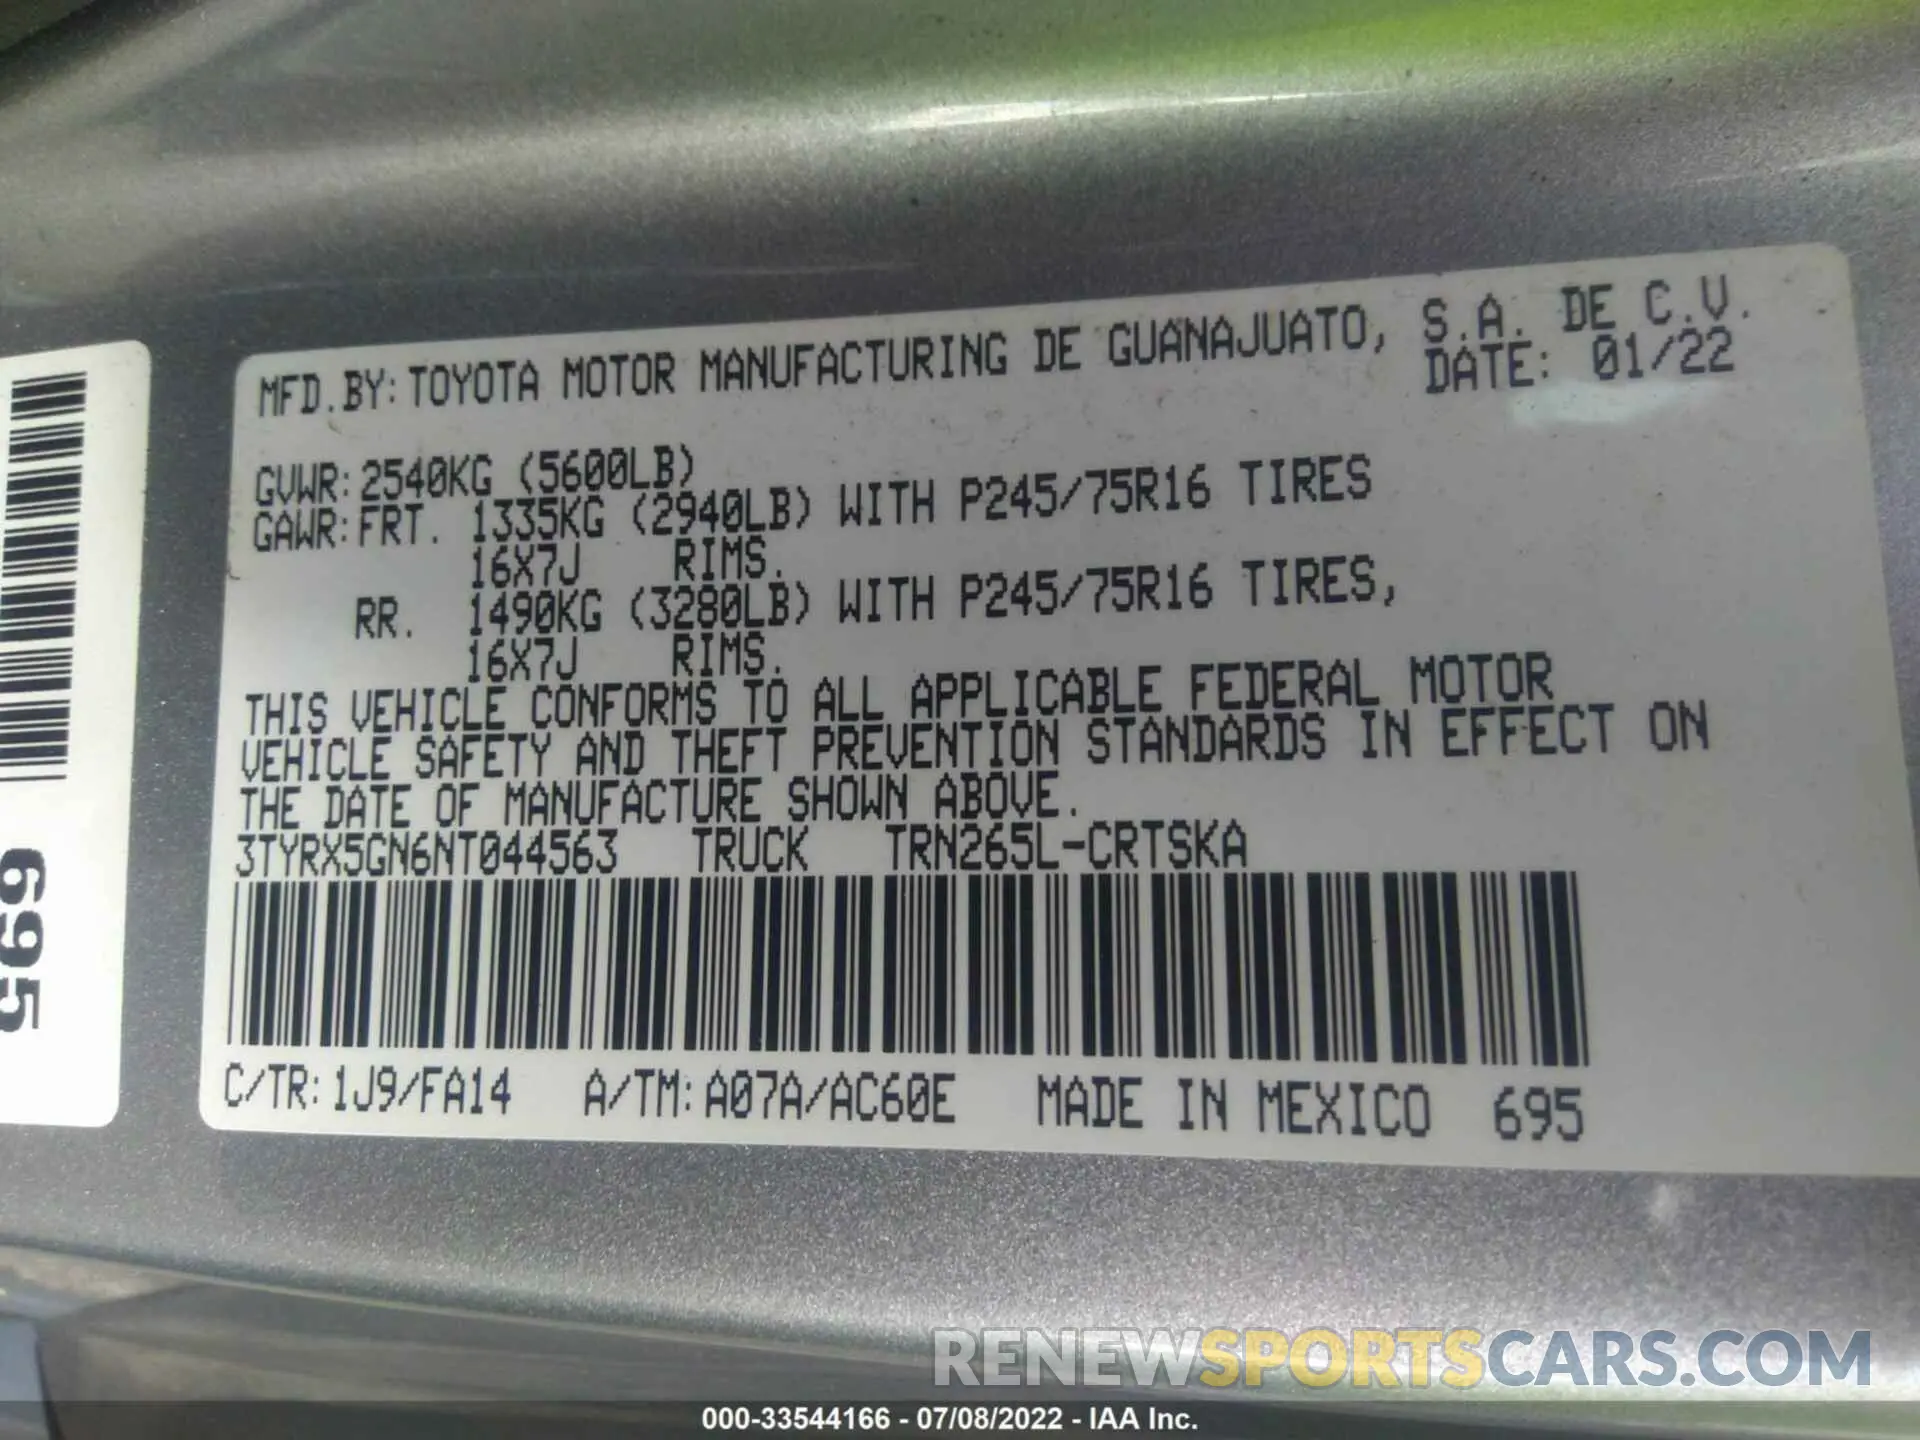 MFD.BY:TOYOTA MOTOR MANUFACTURING DE GUANAJUATO, S.A. DE C.V.
DATE: 01/22
GVWR:2540KG (5600LB)
GAWR:FRT. 1335KG (2940LB) WITH P245/75R16 TIRES
16X7J RIMS.
RR. 1490KG (3280LB) WITH P245/75R16 TIRES,
16X7J RIMS.
THIS VEHICLE CONFORMS TO ALL APPLICABLE FEDERAL MOTOR
VEHICLE SAFETY AND THEFT PREVENTION STANDARDS IN EFFECT ON
THE DATE OF MANUFACTURE SHOWN ABOVE.
3TYRX5GN6NT044563 TRUCK TRN265L-CRTSKA
C/TR:1J9/FA14 A/TM:A07A/AC60E MADE IN MEXICO 695
695
RENEWSPORTSCARS.COM
000-33544166 - 07/08/2022 - IAA Inc.